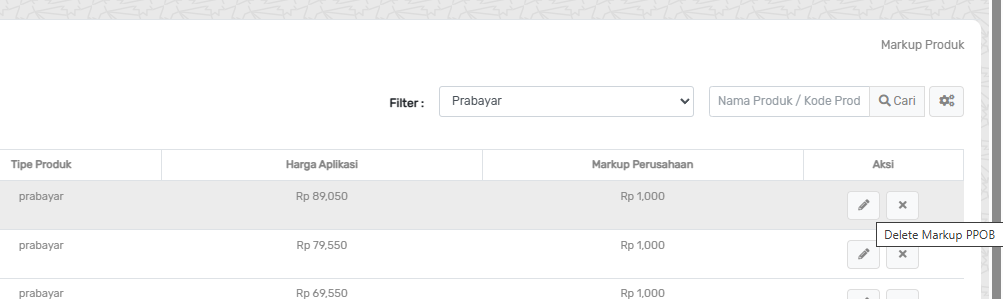 Markup Produk
Filter :
Prabayar
Nama Produk / Kode Prod
Cari
Tipe Produk
Harga Aplikasi
Markup Perusahaan
Aksi
prabayar
Rp 89,050
Rp 1,000
Delete Markup PPOB
prabayar
Rp 79,550
Rp 1,000
prabayar
Rp 69,550
Rp 1,000